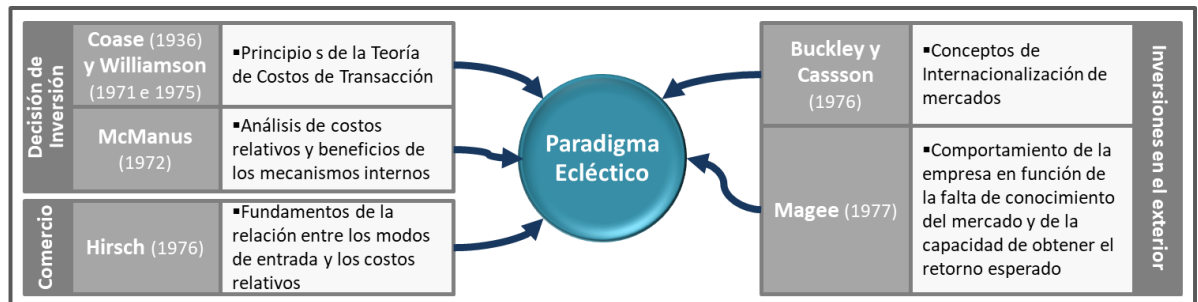 Decisión de
Inversión
Coase (1936)
y Williamson
(1971 e 1975)
▪Principio s de la Teoría
de Costos de Transacción
McManus
(1972)
▪Análisis de costos
relativos y beneficios de
los mecanismos internos
Comercio
Hirsch (1976)
▪Fundamentos de la
relación entre los modos
de entrada y los costos
relativos
Paradigma
Ecléctico
Buckley y
Cassson
(1976)
▪Conceptos de
Internacionalización de
mercados
Magee (1977)
▪Comportamiento de la
empresa en función de
la falta de conocimiento
del mercado y de la
capacidad de obtener el
retorno esperado
Inversiones en el exterior